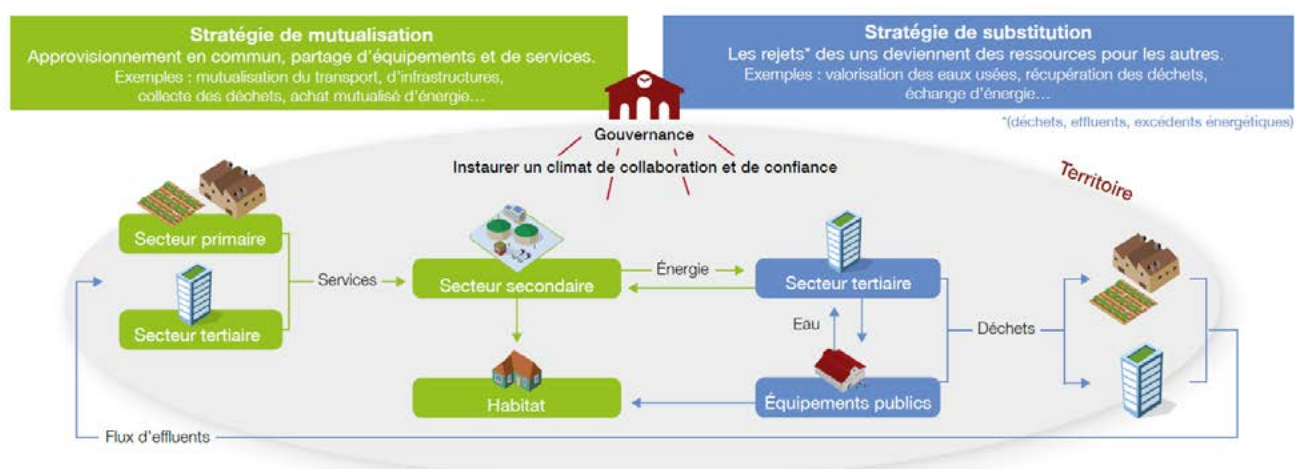 Stratégie de mutualisation
Approvisionnement en commun, partage d'équipements et de services.
Exemples : mutualisation du transport, d'infrastructures,
collecte des déchets, achat mutualisé d'énergie…
Stratégie de substitution
Les rejets* des uns deviennent des ressources pour les autres.
Exemples : valorisation des eaux usées, récupération des déchets,
échange d'énergie…
*(déchets, effluents, excédents énergétiques)
Gouvernance
Instaurer un climat de collaboration et de confiance
Territoire
Secteur primaire
Secteur tertiaire
Services
Secteur secondaire
Énergie
Secteur tertiaire
Eau
Déchets
Habitat
Équipements publics
Flux d'effluents